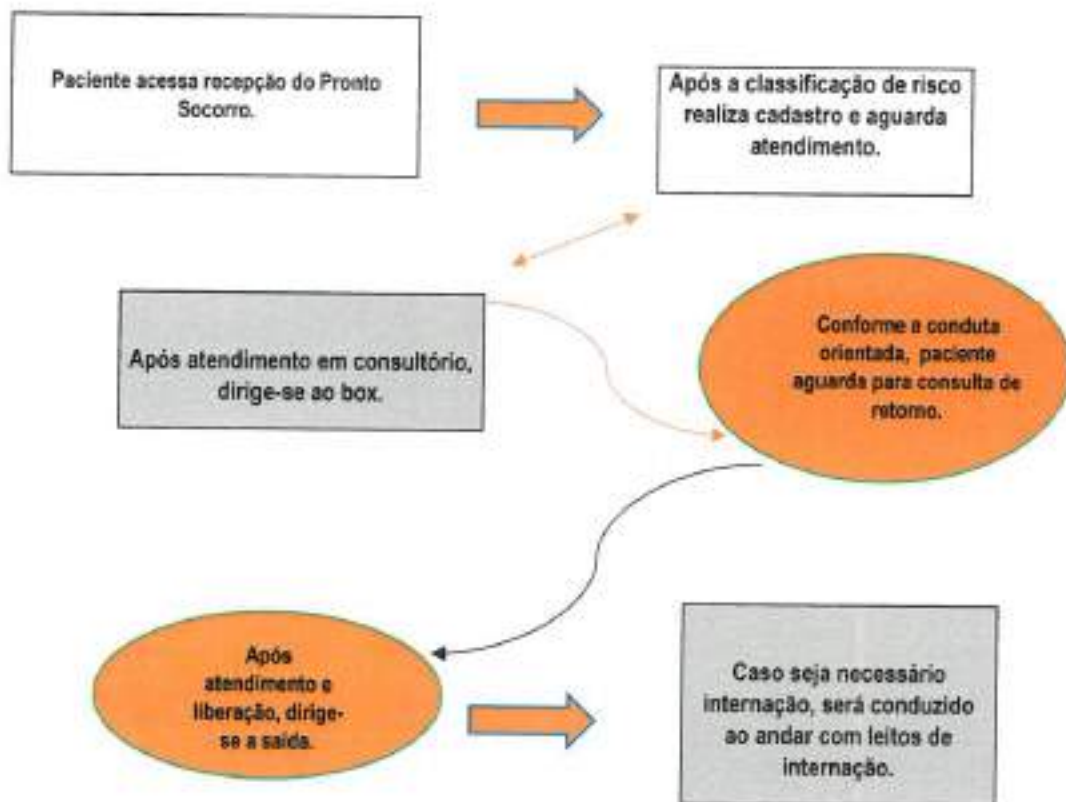 Paciente acessa recepção do Pronto
Socorro.
Após a classificação de risco
realiza cadastro e aguarda
atendimento.
Após atendimento em consultório,
dirige-se ao box.
Conforme a conduta
orientada, paciente
aguarda para consulta de
retorno.
Após
atendimento e
liberação, dirige-
se a saída.
Caso seja necessário
internação, será conduzido
ao andar com leitos de
internação.